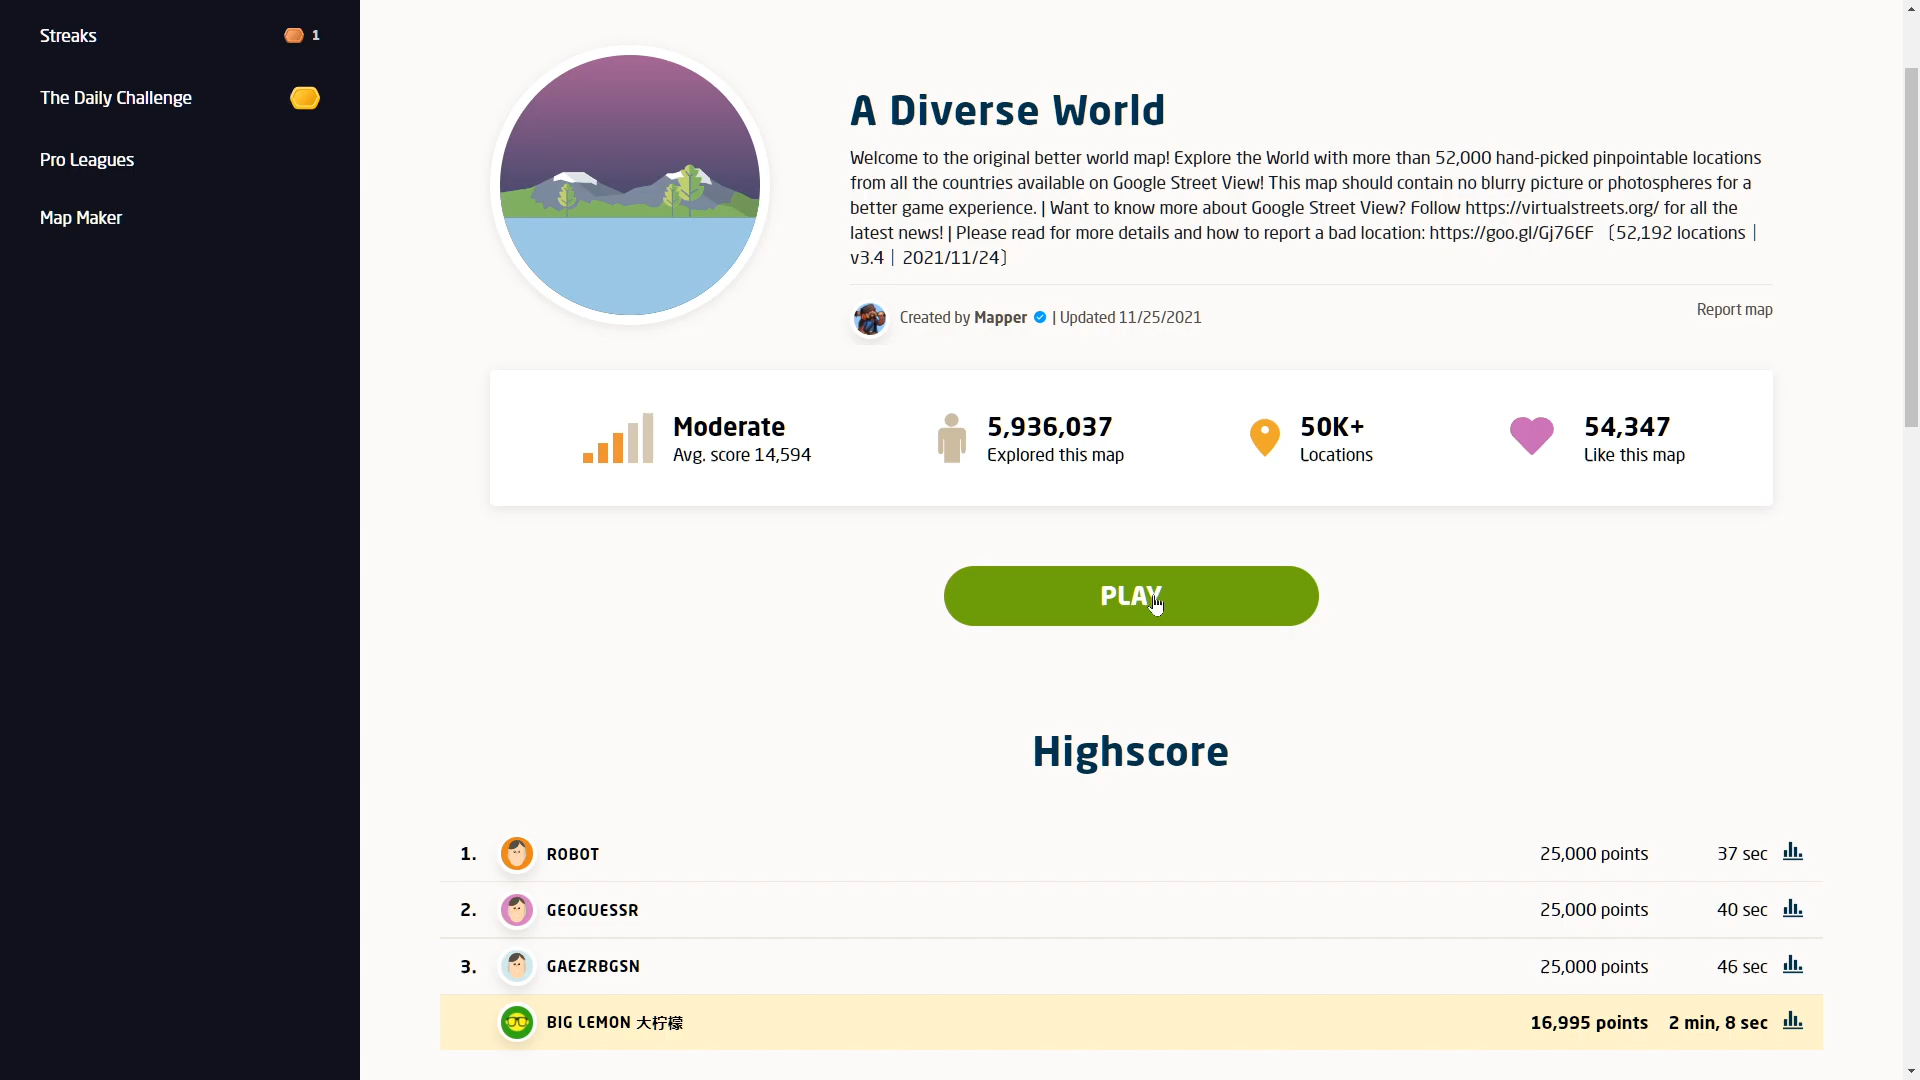 Streaks 1
The Daily Challenge
Pro Leagues
Map Maker
A Diverse World
Welcome to the original better world map! Explore the World with more than 52,000 hand-picked pinpointable locations
from all the countries available on Google Street View! This map should contain no blurry picture or photospheres for a
better game experience. | Want to know more about Google Street View? Follow https://virtualstreets.org/ for all the
latest news! | Please read for more details and how to report a bad location: https://goo.gl/Gj76EF 〔52,192 locations｜
v3.4｜2021/11/24〕
Created by Mapper | Updated 11/25/2021
Report map
Moderate
Avg. score 14,594
5,936,037
Explored this map
50K+
Locations
54,347
Like this map
PLAY
Highscore
1. ROBOT 25,000 points 37 sec
2. GEOGUESSR 25,000 points 40 sec
3. GAEZRBGSN 25,000 points 46 sec
BIG LEMON 大柠檬 16,995 points 2 min, 8 sec